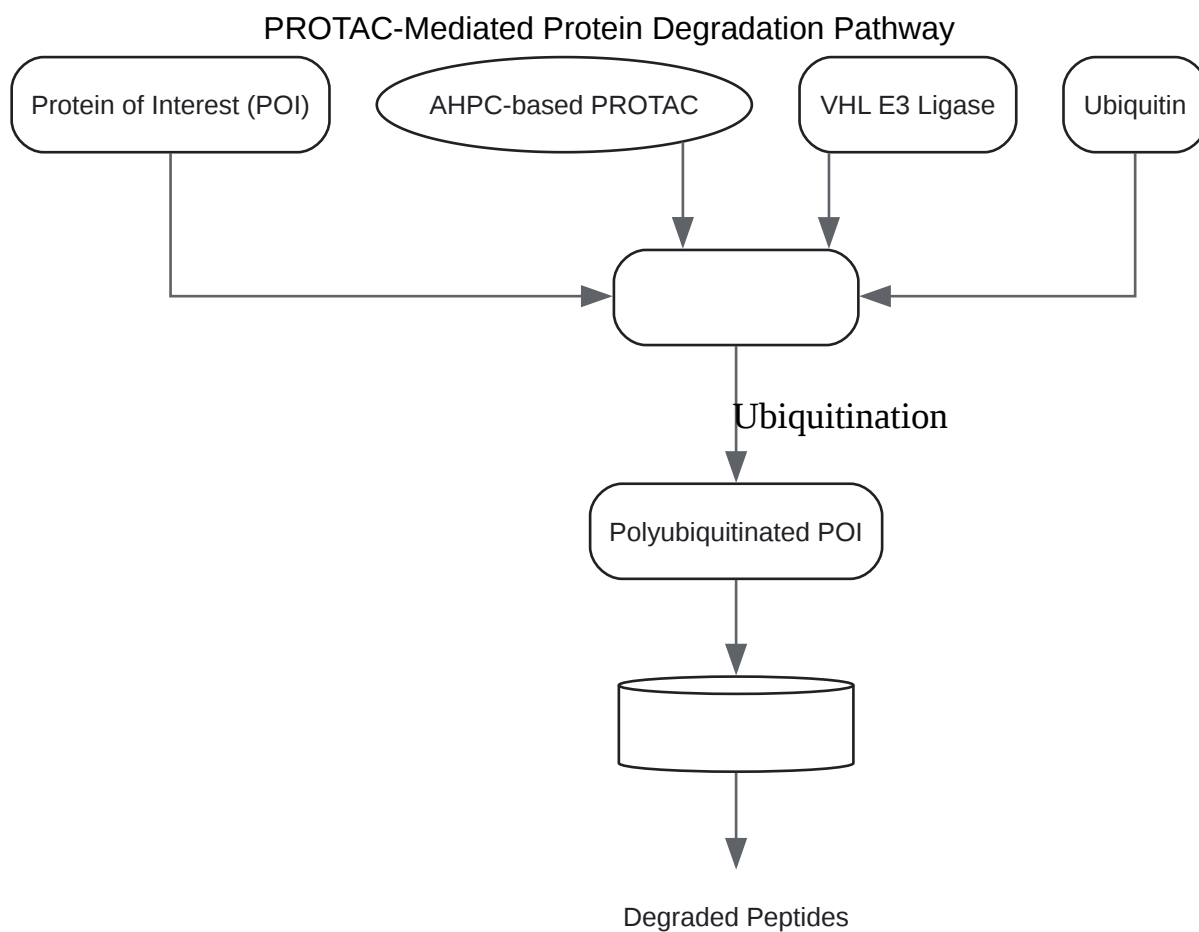 PROTAC-Mediated Protein Degradation Pathway
Protein of Interest (POI)
AHPC-based PROTAC
VHL E3 Ligase
Ubiquitin
Ubiquitination
Polyubiquitinated POI
Degraded Peptides